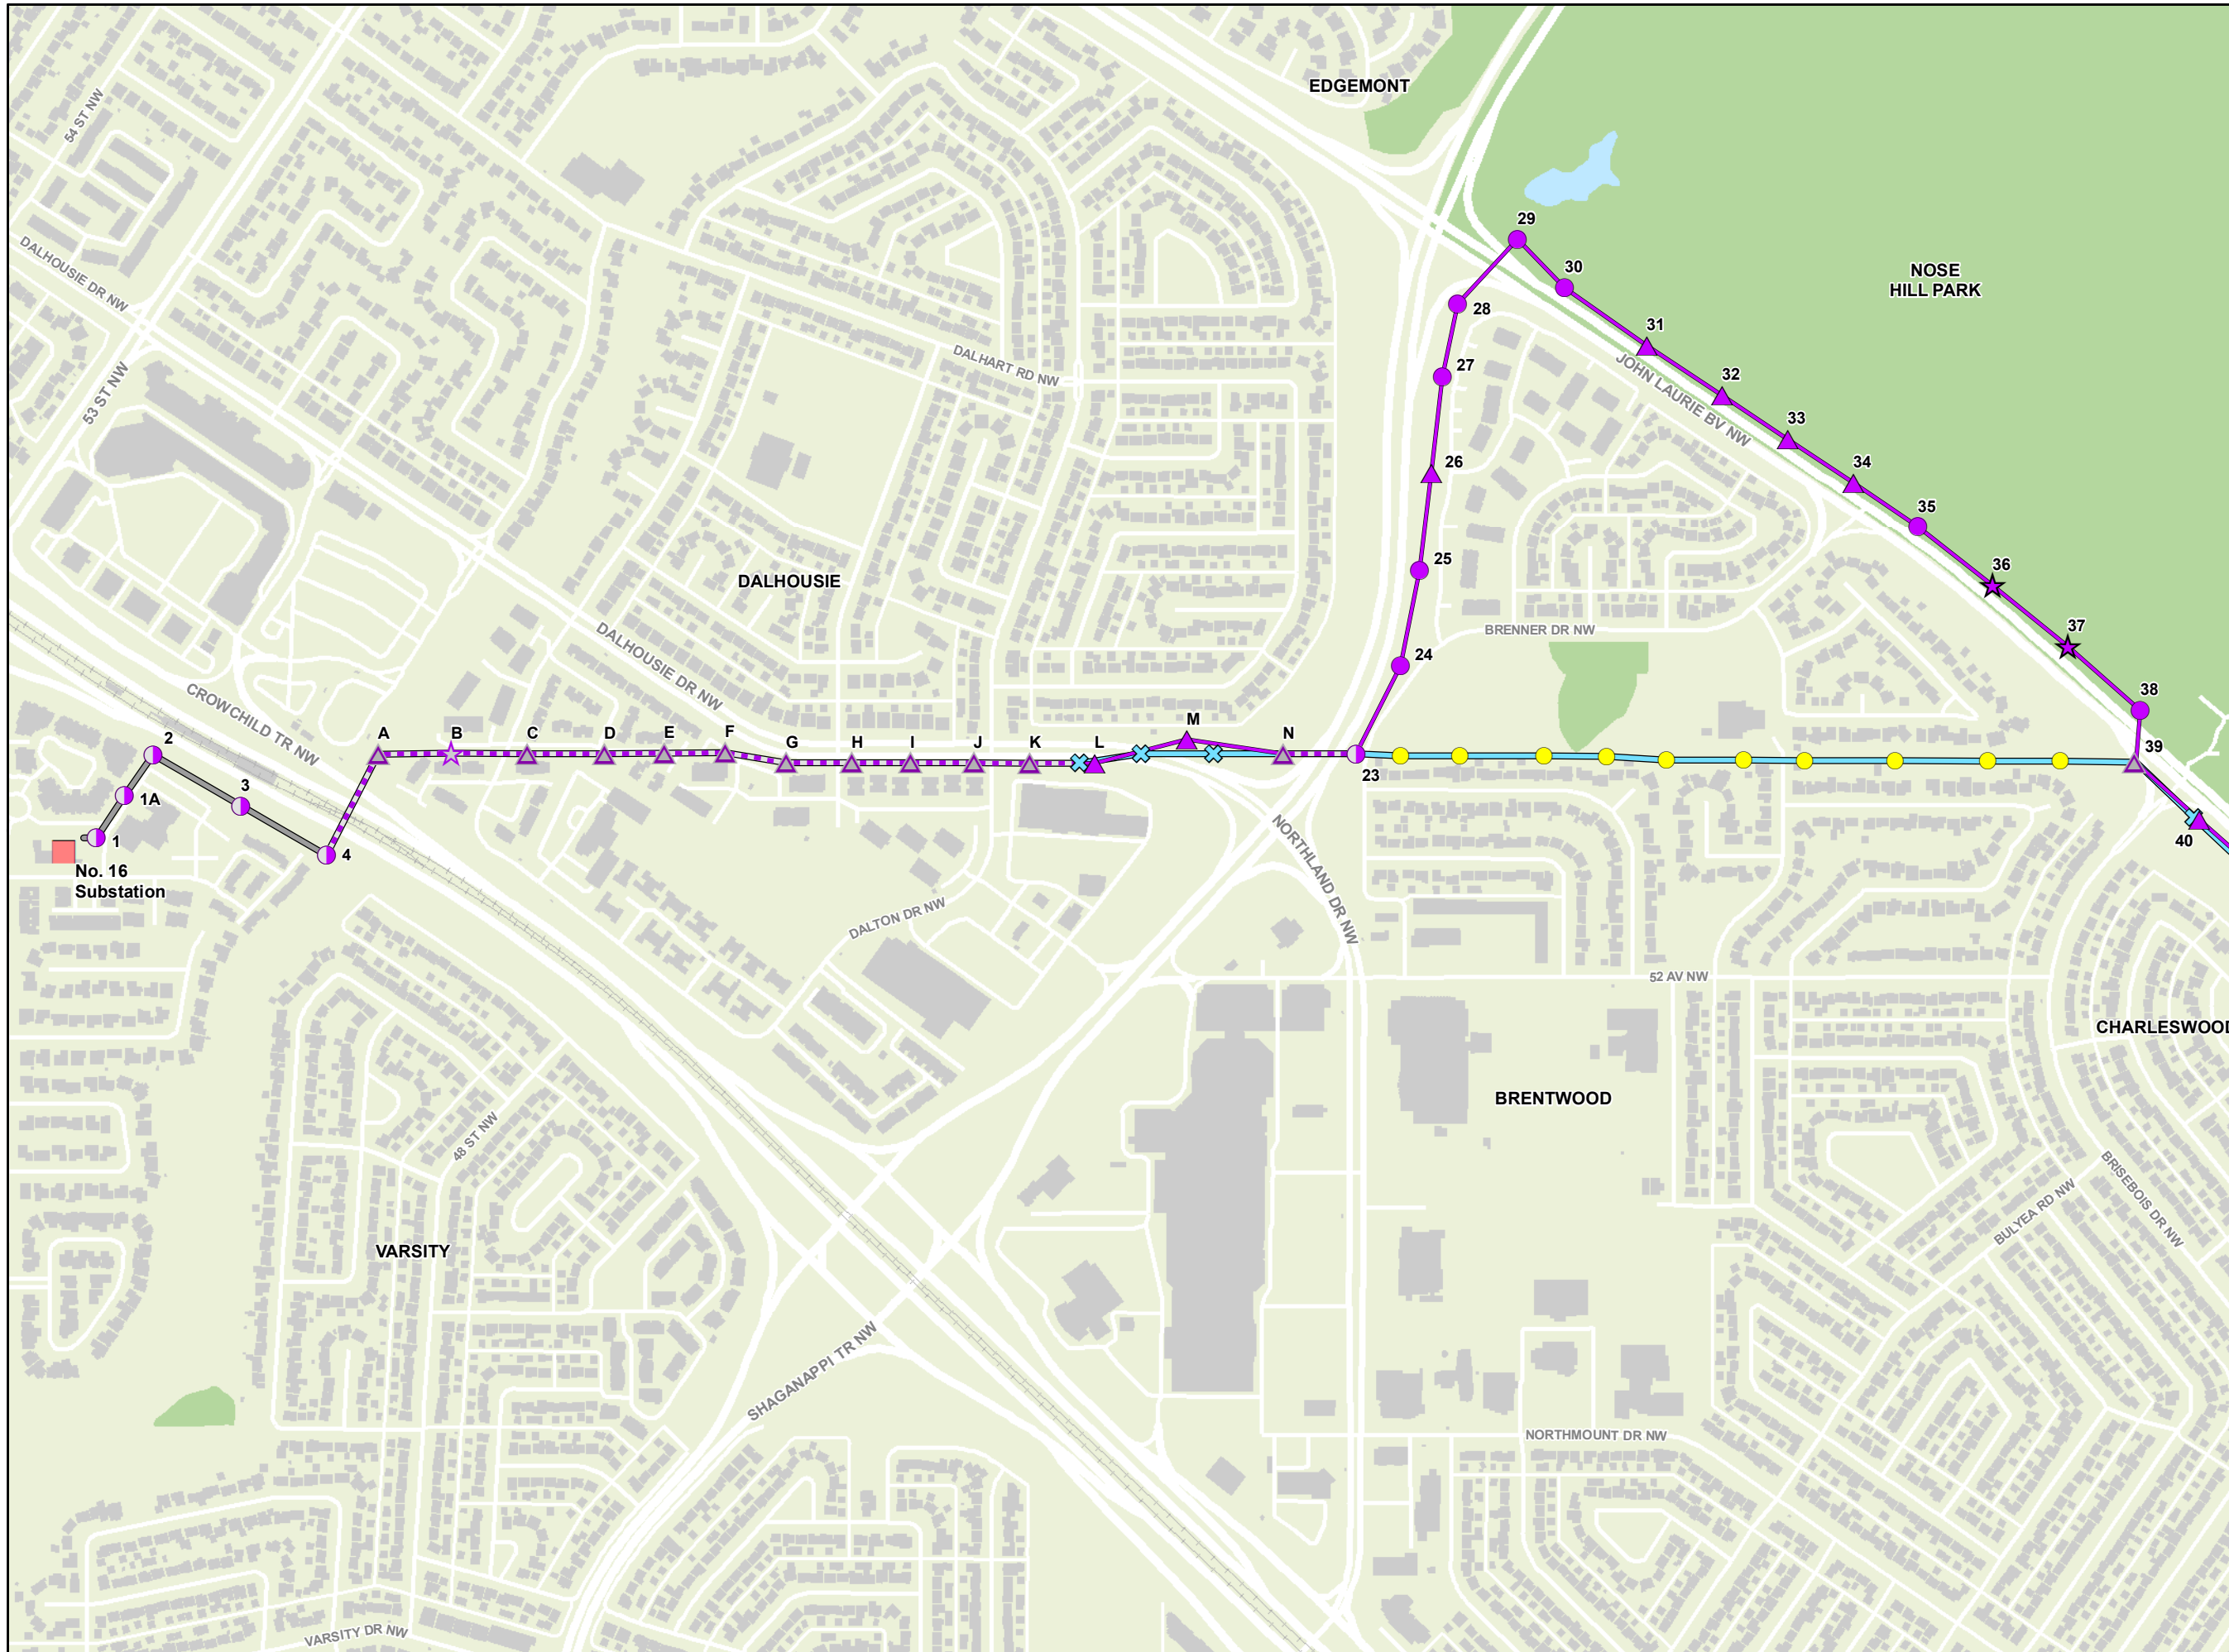 EDGEMONT
54 ST NW
29
NOSE
HILL PARK
DALHOUSIE DR NW
30
28
31
DALHART RD NW
JOHN LAURIE BV NW
53 ST NW
27
32
33
26
34
35
25
36
DALHOUSIE
37
BRENNER DR NW
DALHOUSIE DR NW
24
38
CROWCHILD TR NW
2
A
B
C
D
E
F
G
H
I
J
K
L
M
N
23
39
1A
3
1
4
40
No. 16
Substation
NORTHLAND DR NW
DALTON DR NW
52 AV NW
CHARLESWOOD
BRENTWOOD
48 ST NW
BRISEBOIS DR NW
BULYEA RD NW
VARSITY
SHAGANAPPI TR NW
NORTHMOUNT DR NW
VARSITY DR NW